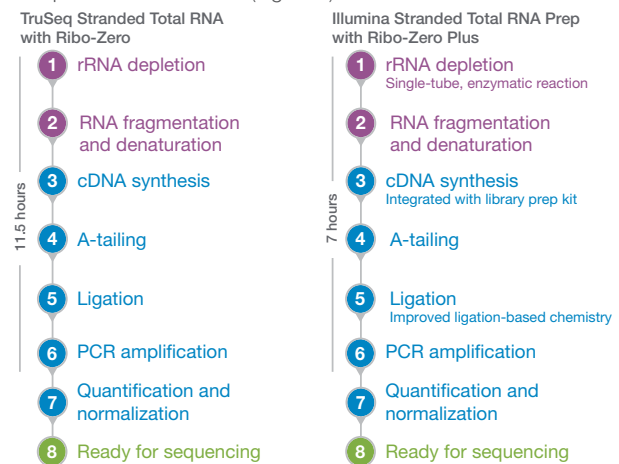 TruSeq Stranded Total RNA
with Ribo-Zero
1
rRNA depletion
2
RNA fragmentation
and denaturation
3
cDNA synthesis
4
A-tailing
5
Ligation
6
PCR amplification
7
Quantification and
normalization
8
Ready for sequencing
11.5 hours
Illumina Stranded Total RNA Prep
with Ribo-Zero Plus
1
rRNA depletion
Single-tube, enzymatic reaction
2
RNA fragmentation
and denaturation
3
cDNA synthesis
Integrated with library prep kit
4
A-tailing
5
Ligation
Improved ligation-based chemistry
6
PCR amplification
7
Quantification and
normalization
8
Ready for sequencing
7 hours